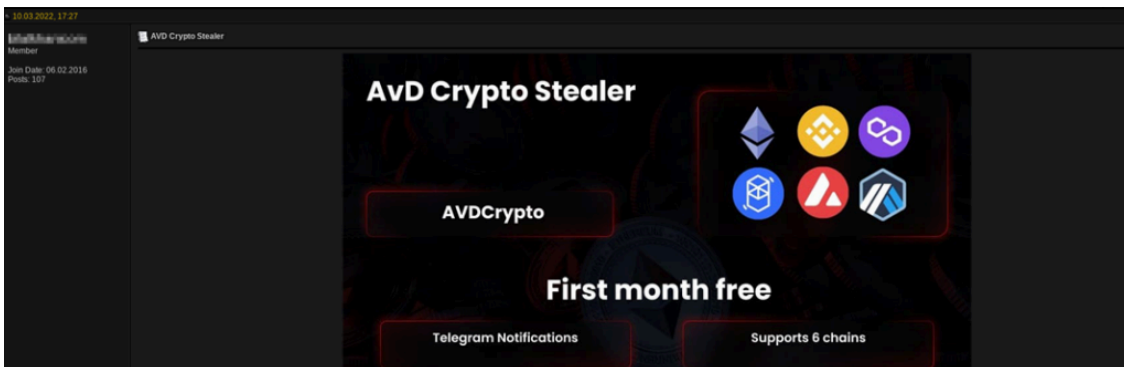 10.03.2022, 17:27
Member
Join Date: 06.02.2016
Posts: 107
AVD Crypto Stealer
AvD Crypto Stealer
AVDCrypto
First month free
Telegram Notifications
Supports 6 chains